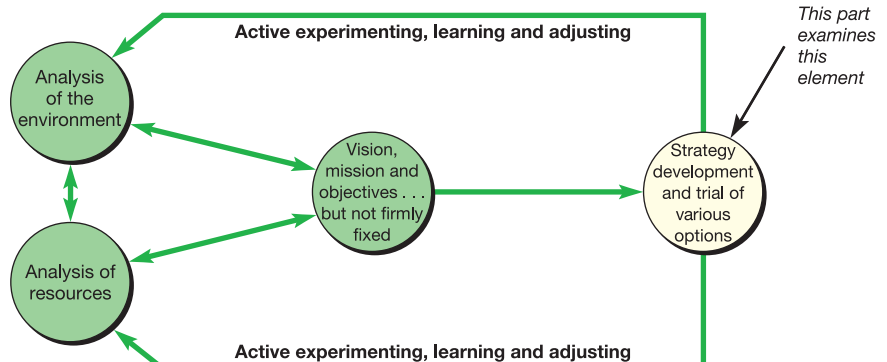 Active experimenting, learning and adjusting
This part
examines
this
element
Analysis
of the
environment
Vision,
mission and
objectives . . .
but not firmly
fixed
Strategy
development
and trial of
various
options
Analysis of
resources
Active experimenting, learning and adjusting